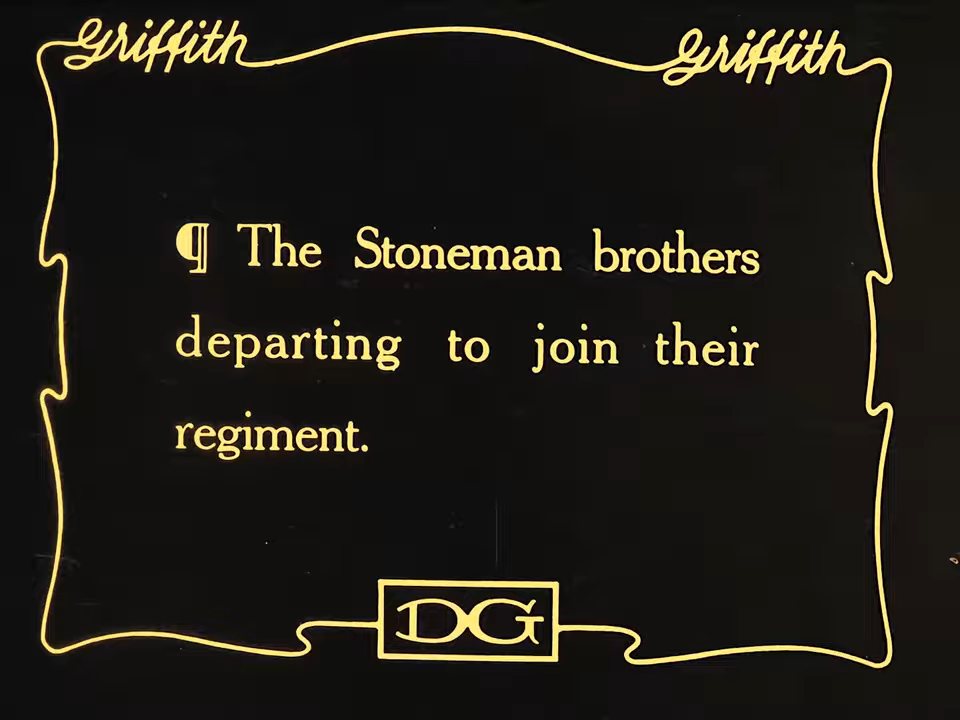 Griffith Griffith
¶ The Stoneman brothers
departing to join their
regiment.
DG